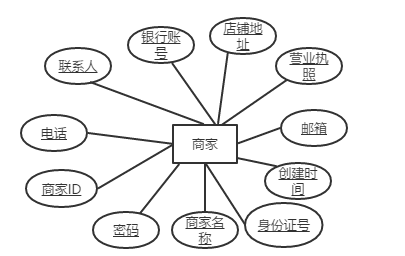 店铺地
址
银行账
号
营业执
照
联系人
电话
商家
邮箱
商家ID
创建时
间
密码
商家名
称
身份证号